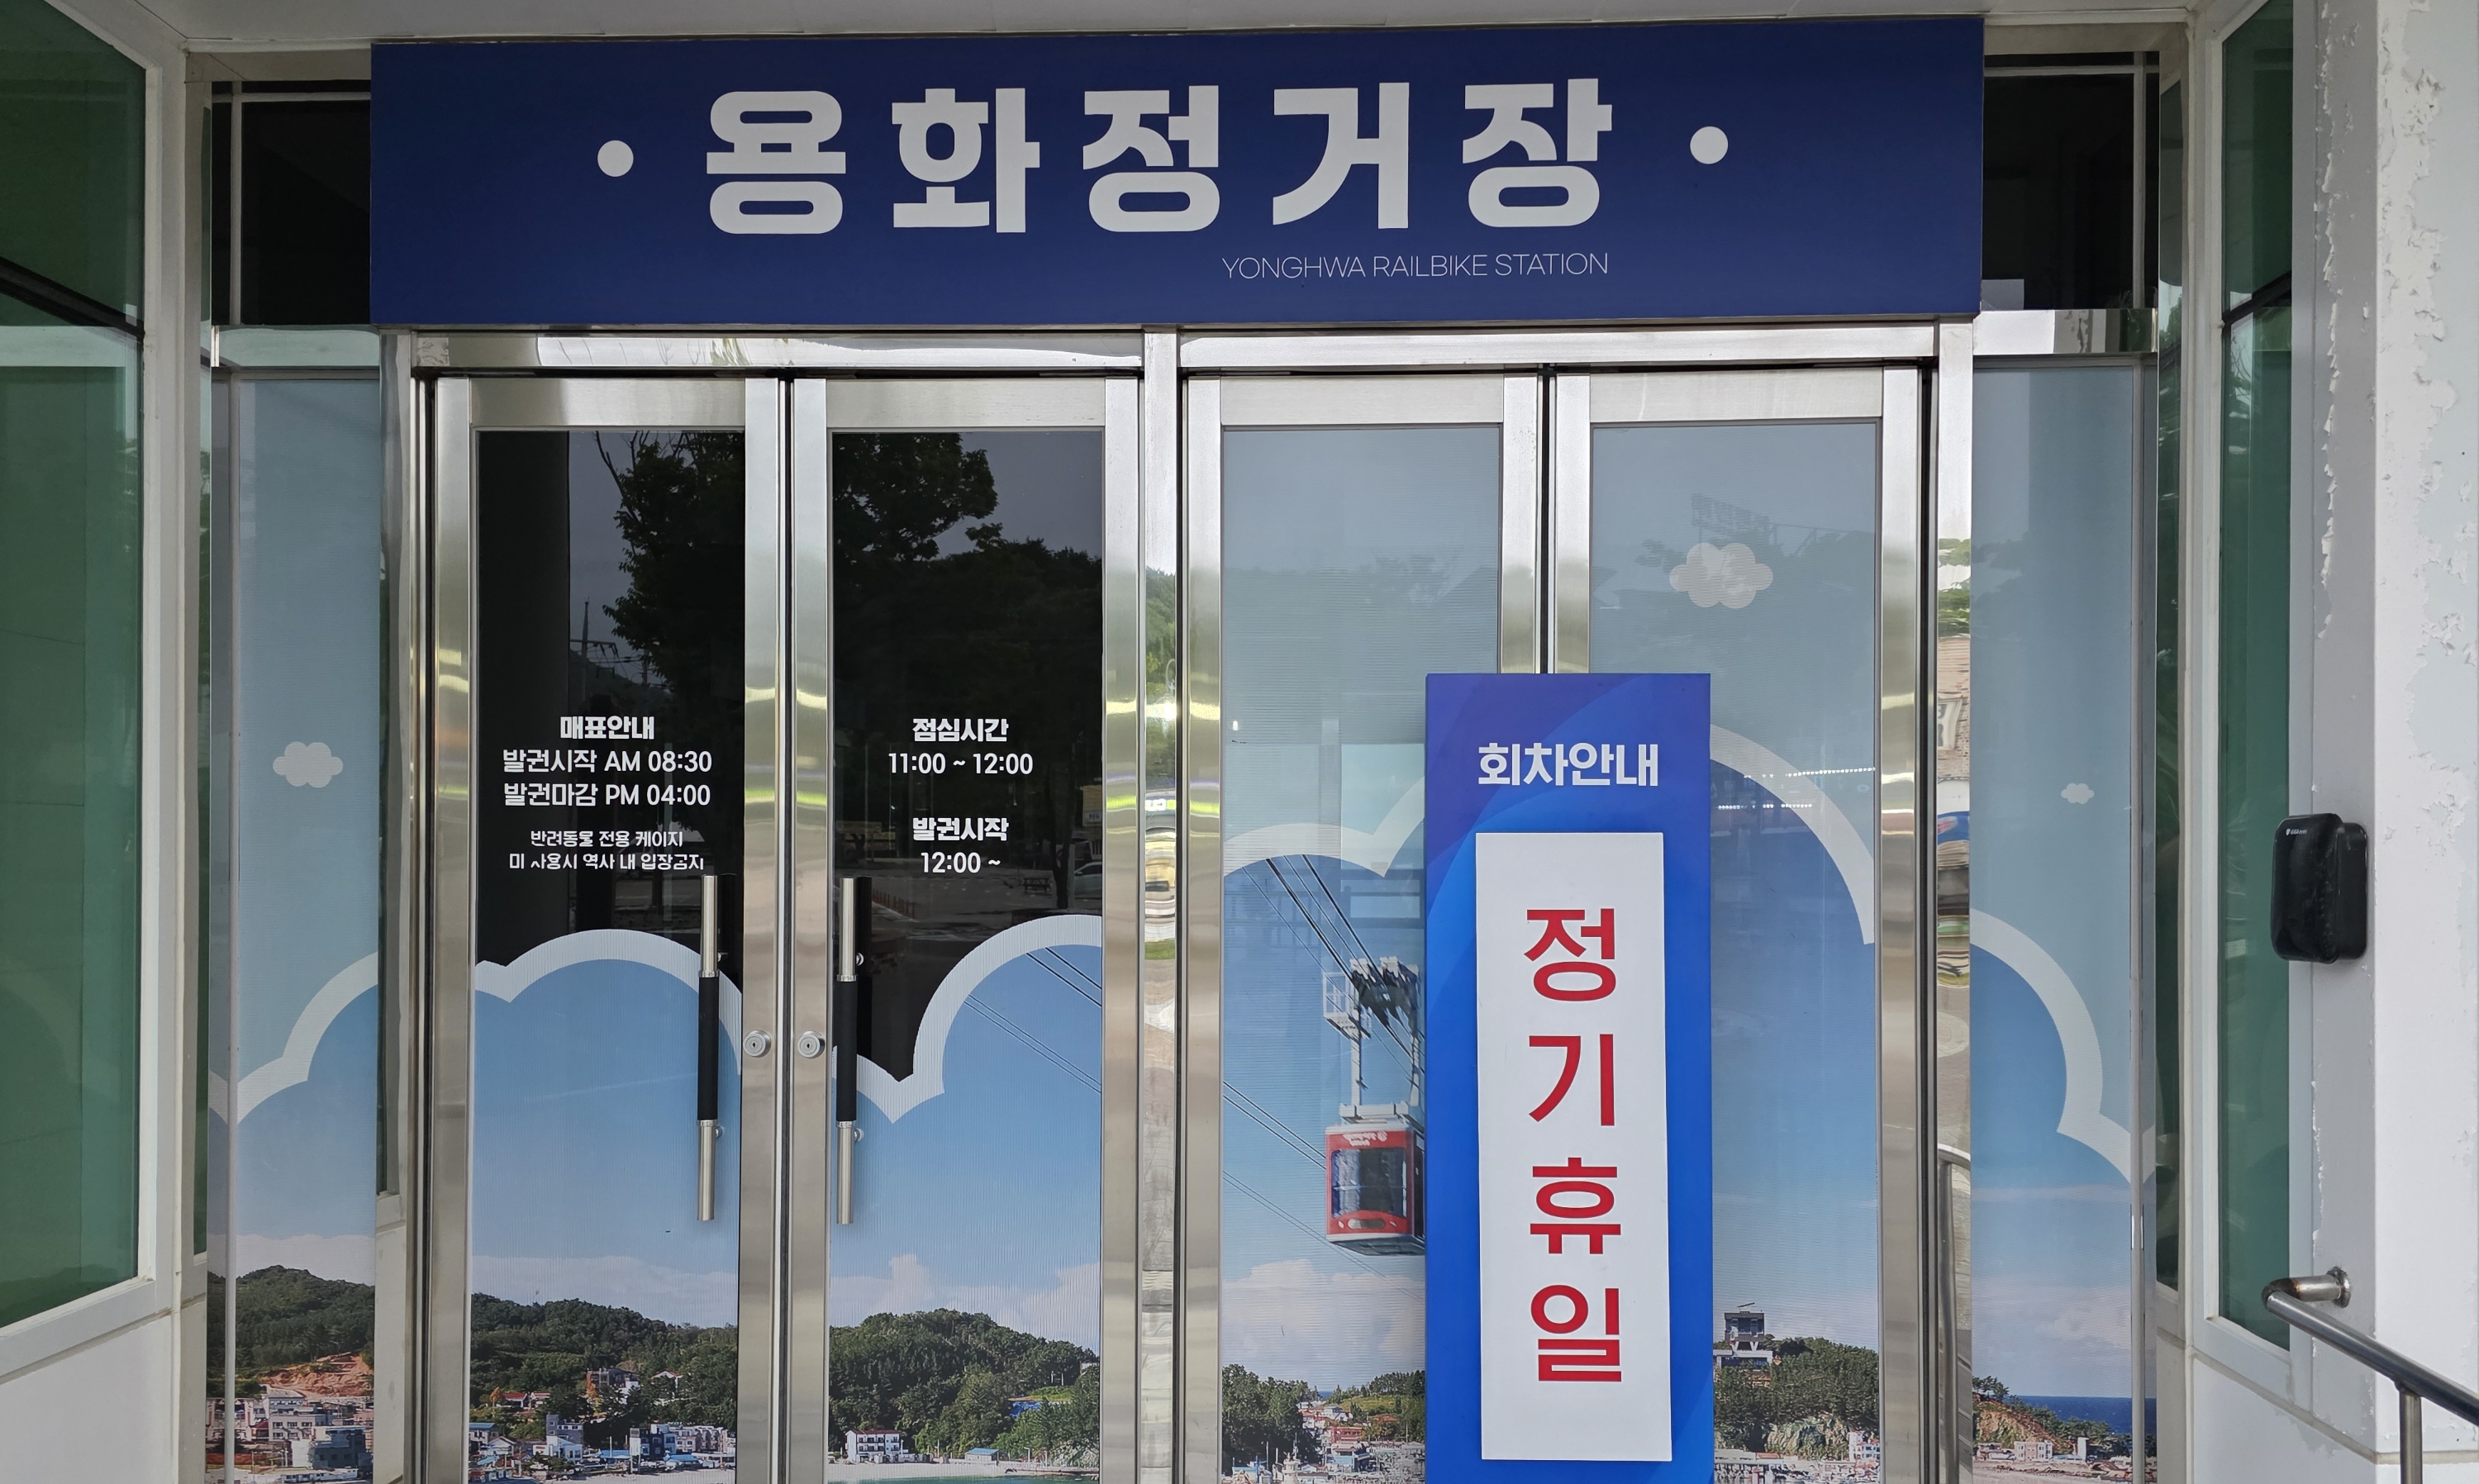 · 용화정거장 ·
YONGHWA RAILBIKE STATION
매표안내
발권시작 AM 08:30
발권마감 PM 04:00
반려동물 전용 케이지
미 사용시 역사 내 입장금지
점심시간
11:00 ~ 12:00
발권시작
12:00 ~
회차안내
정
기
휴
일